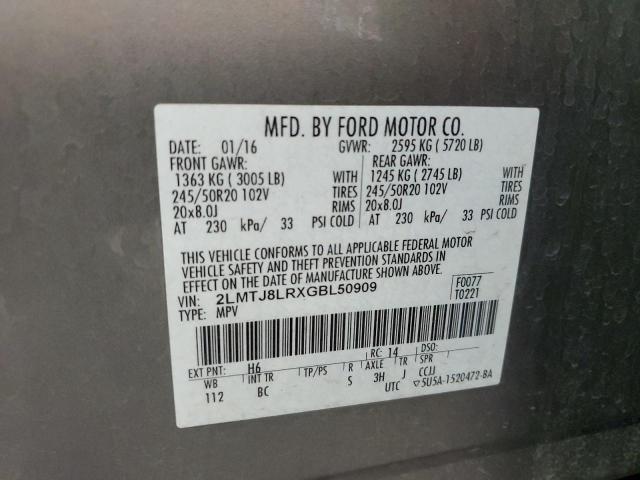 MFD. BY FORD MOTOR CO.
DATE: 01/16 GVWR: 2595 KG ( 5720 LB)
FRONT GAWR: REAR GAWR:
1363 KG ( 3005 LB) 1245 KG ( 2745 LB)
245/50R20 102V TIRES 245/50R20 102V TIRES
20x8.0J RIMS 20x8.0J RIMS
AT 230 kPa/ 33 PSI COLD AT 230 kPa/ 33 PSI COLD
THIS VEHICLE CONFORMS TO ALL APPLICABLE FEDERAL MOTOR
VEHICLE SAFETY AND THEFT PREVENTION STANDARDS IN
EFFECT ON THE DATE OF MANUFACTURE SHOWN ABOVE.
VIN: 2LMTJ8LRXGBL50909 F0077
TYPE: MPV T0221
EXT PNT: H6 RC: 14 DSO:
WB INT TR TP/PS R AXLE TR SPR
112 BC S 3H J CCJJ
UTC ▽5U5A-1520472-BA